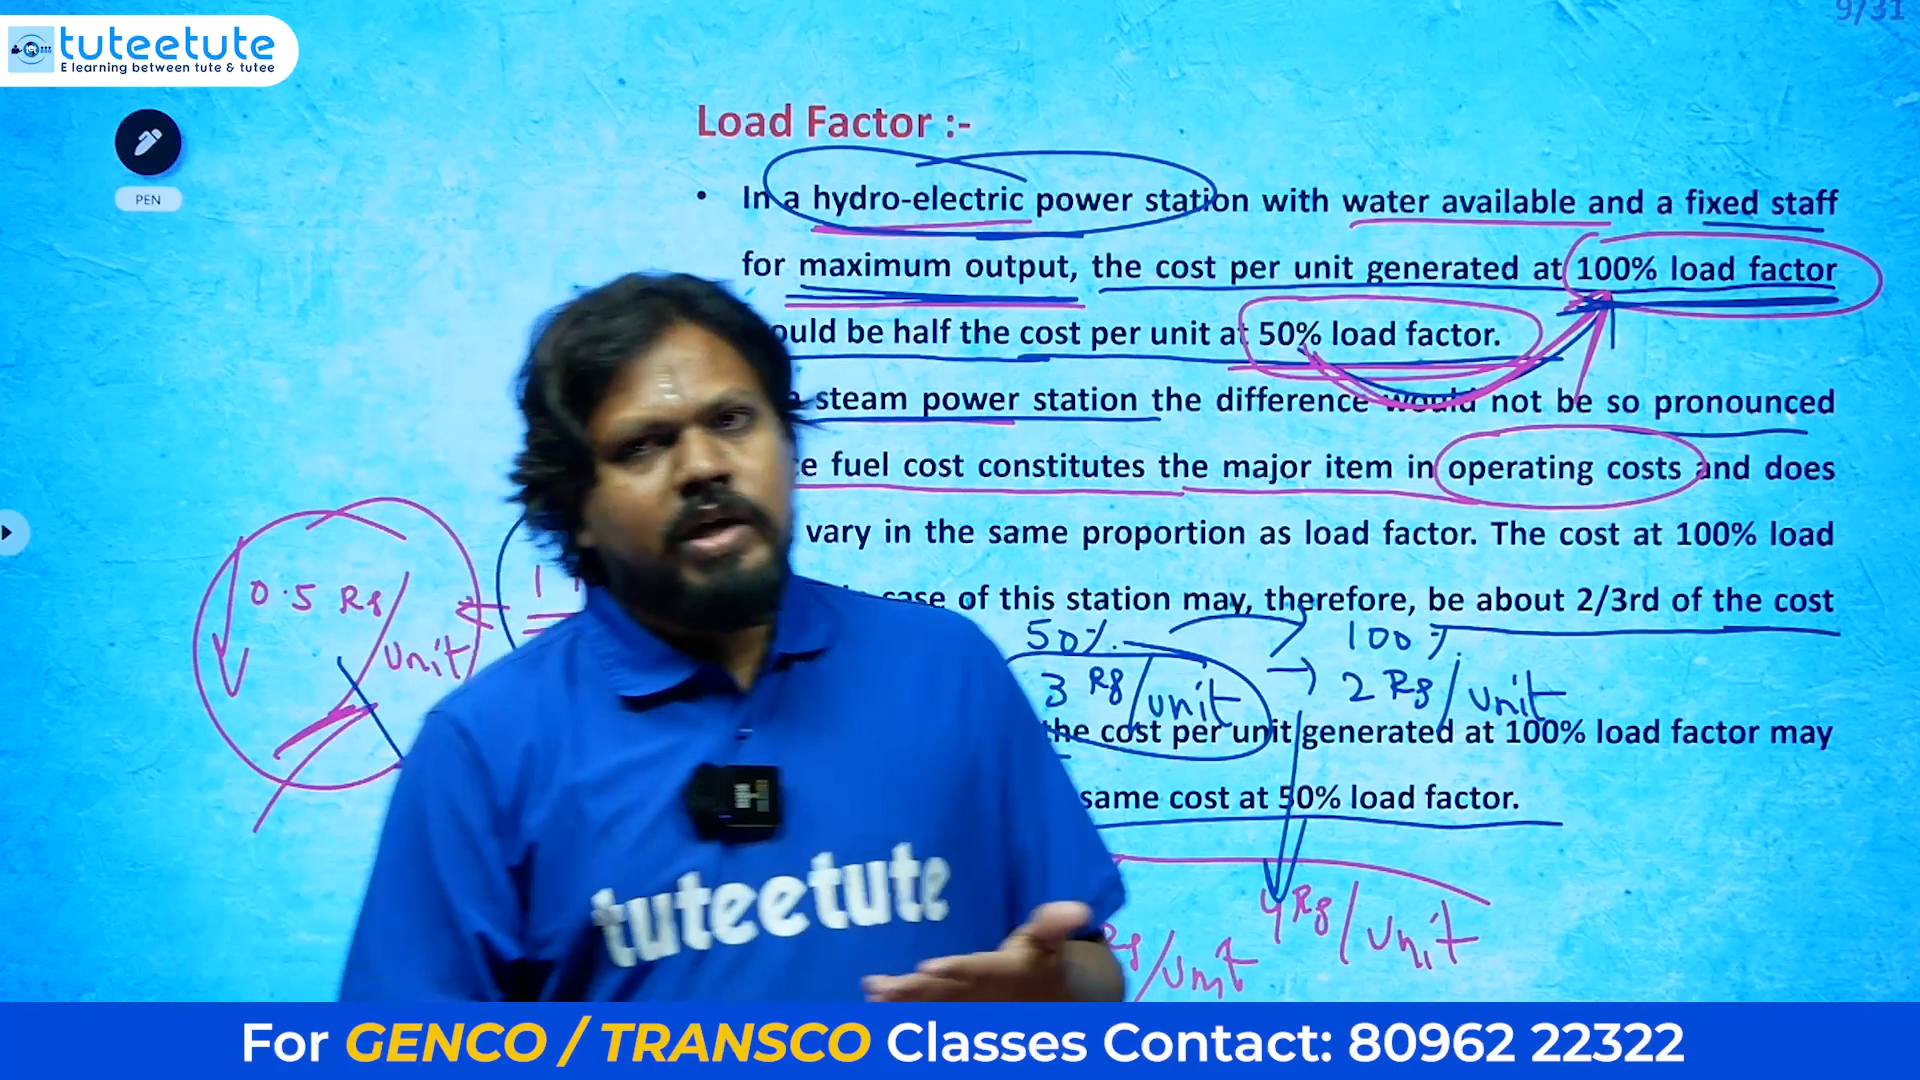 9/31
tuteetute
E learning between tute & tutee
PEN
Load Factor :-
• In a hydro-electric power station with water available and a fixed staff
for maximum output, the cost per unit generated at 100% load factor
be half the cost per unit at 50% load factor.
steam power station the difference would not be so pronounced
fuel cost constitutes the major item in operating costs and does
vary in the same proportion as load factor. The cost at 100% load
case of this station may, therefore, be about 2/3rd of the cost
0.5 Rs/unit
50% 100%
3 Rs/unit → 2 Rs/unit
the cost per unit generated at 100% load factor may
same cost at 50% load factor.
4 Rs/unit
Rs/unit
tuteetute
For GENCO / TRANSCO Classes Contact: 80962 22322